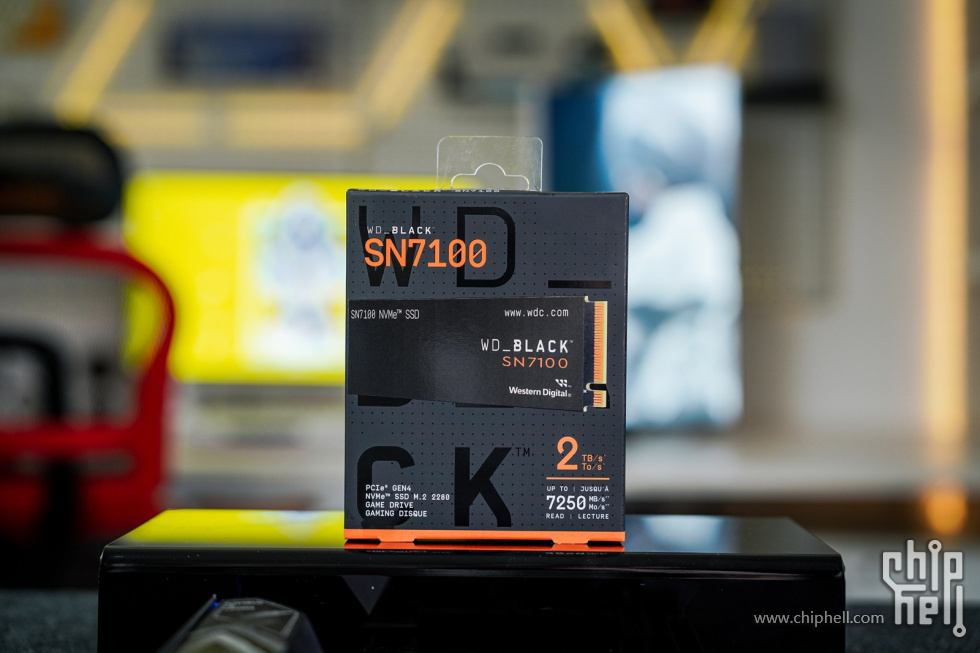 WD_BLACK
SN7100
WD_
SN7100 NVMe™ SSD
www.wdc.com
WD_BLACK™
SN7100
Western Digital®
CK™
2 TB/s*
To/s*
PCIe® GEN4
NVMe™ SSD M.2 2280
GAME DRIVE
GAMING DISQUE
UP TO | JUSQU'À
7250 MB/s**
Mo/s**
READ | LECTURE
chip
hell
www.chiphell.com